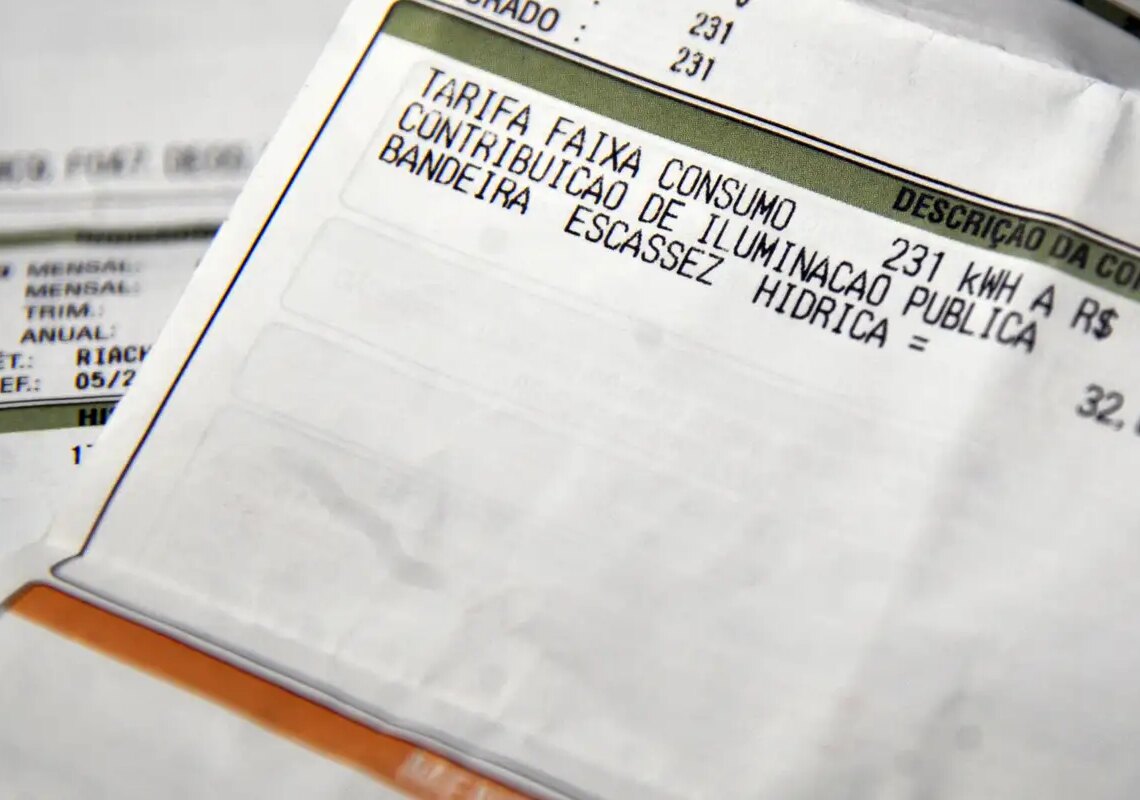 231
231
TARIFA FAIXA CONSUMO 231 kWH A R$
CONTRIBUICAO DE ILUMINACAO PUBLICA
BANDEIRA ESCASSEZ HIDRICA =
32,
DESCRIÇÃO DA
MENSAL:
MENSAL:
TRIM.:
ANUAL:
05/2